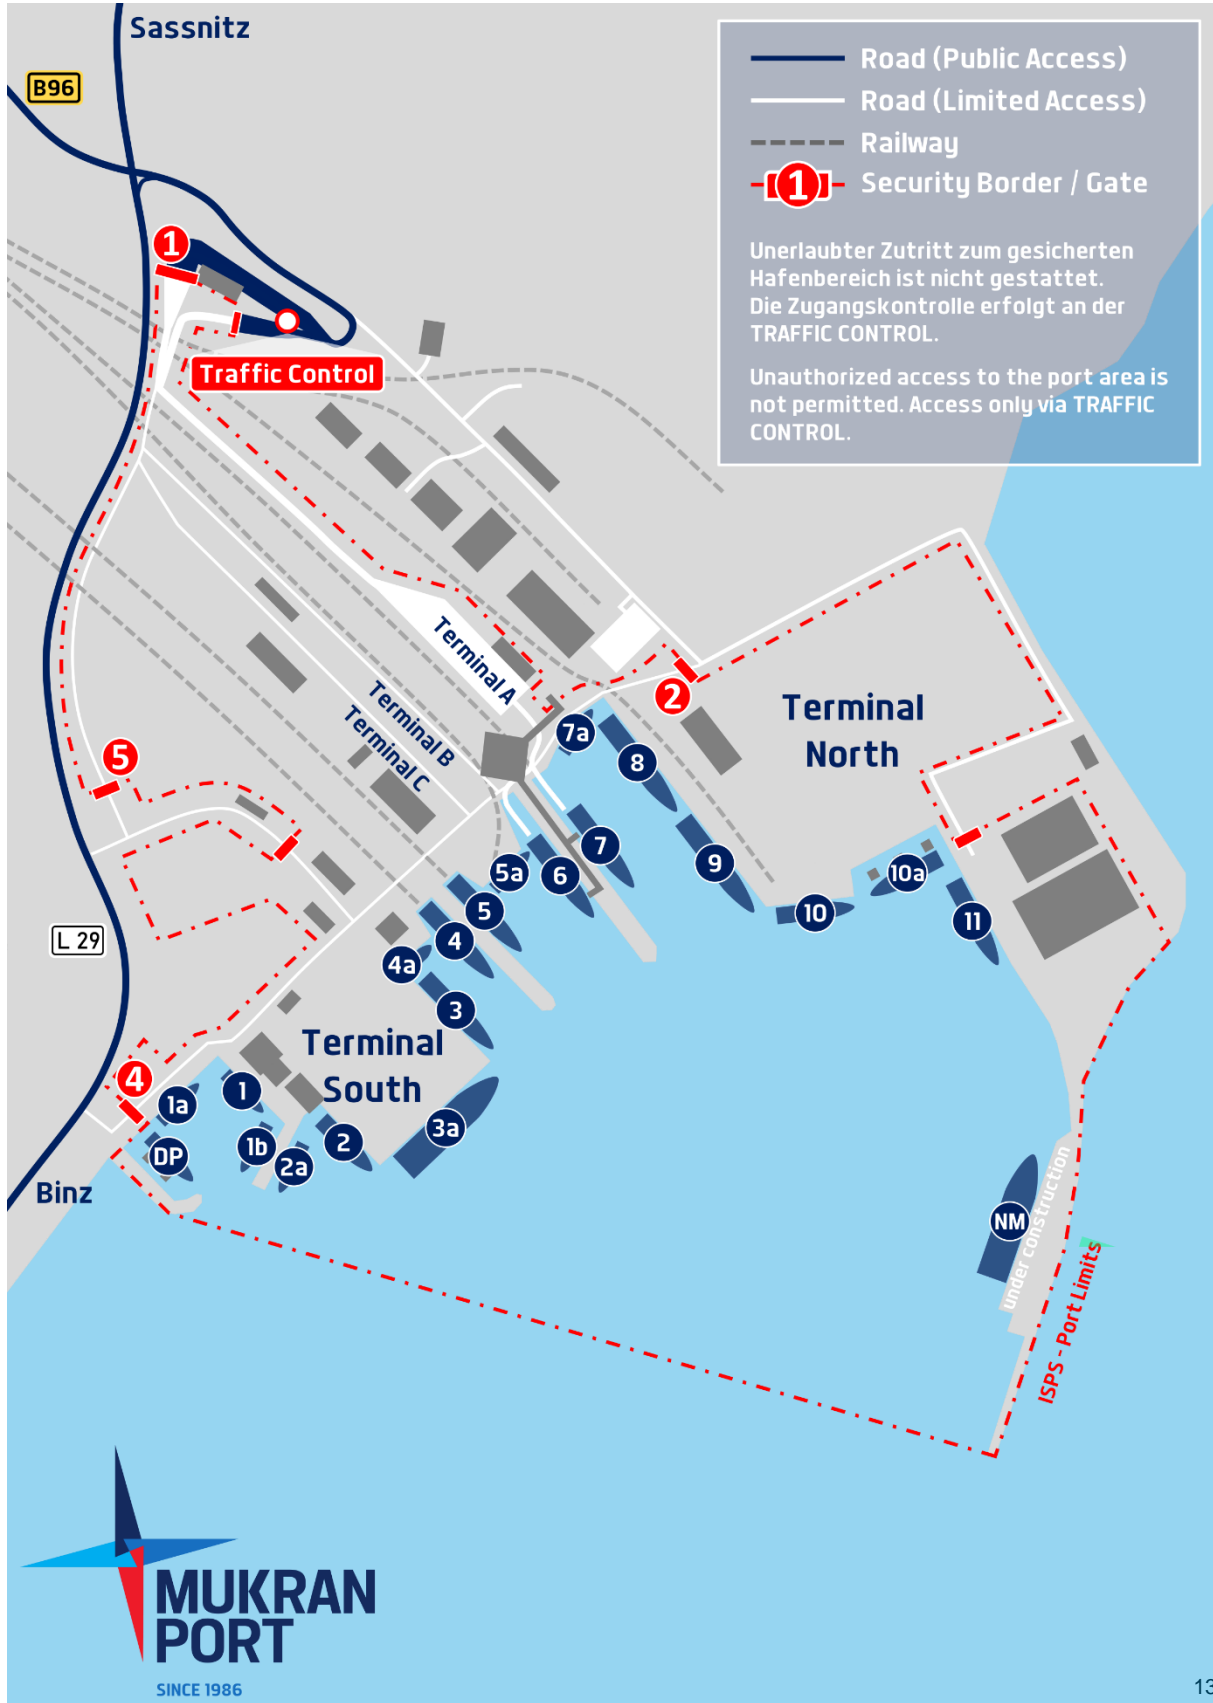 Sassnitz
B96
Road (Public Access)
Road (Limited Access)
Railway
1
Security Border / Gate
Unerlaubter Zutritt zum gesicherten
Hafenbereich ist nicht gestattet.
Die Zugangskontrolle erfolgt an der
TRAFFIC CONTROL.
Unauthorized access to the port area is
not permitted. Access only via TRAFFIC
CONTROL.
1
Traffic Control
Terminal A
Terminal B
Terminal C
2
Terminal
North
5
7a
8
7
6
5a
9
10
10a
11
5
4
4a
3
L 29
Terminal
South
4
1a
1
DP
1b
2a
2
3a
Binz
NM
under construction
ISPS - Port Limits
MUKRAN
PORT
SINCE 1986
13